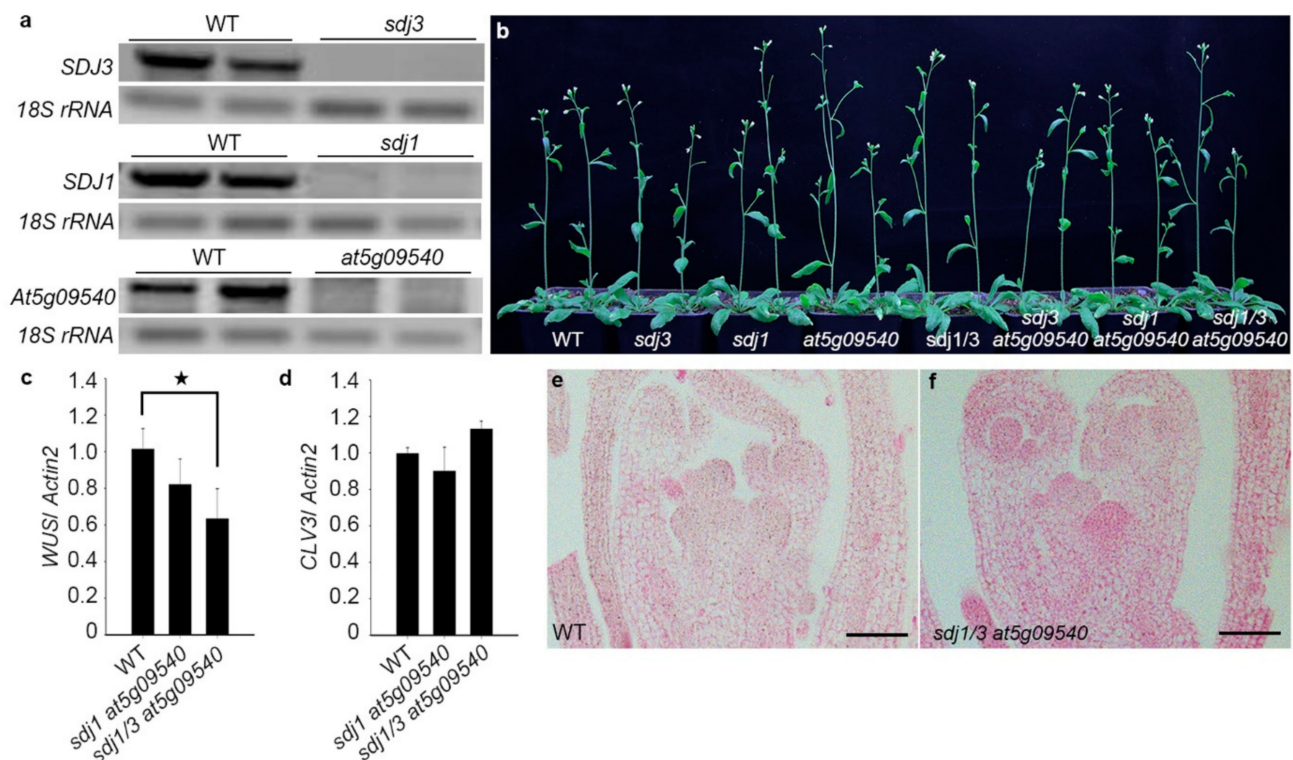 a
WT sdj3
SDJ3
18S rRNA
WT sdj1
SDJ1
18S rRNA
WT at5g09540
At5g09540
18S rRNA
b
WT sdj3 sdj1 at5g09540 sdj1/3 sdj3 at5g09540 sdj1 at5g09540 sdj1/3 at5g09540
c
1.4
1.2
1.0
0.8
0.6
0.4
0.2
0
WUS/ Actin2
★
WT
sdj1 at5g09540
sdj1/3 at5g09540
d
1.4
1.2
1.0
0.8
0.6
0.4
0.2
0
CLV3/ Actin2
WT
sdj1 at5g09540
sdj1/3 at5g09540
e
WT
f
sdj1/3 at5g09540